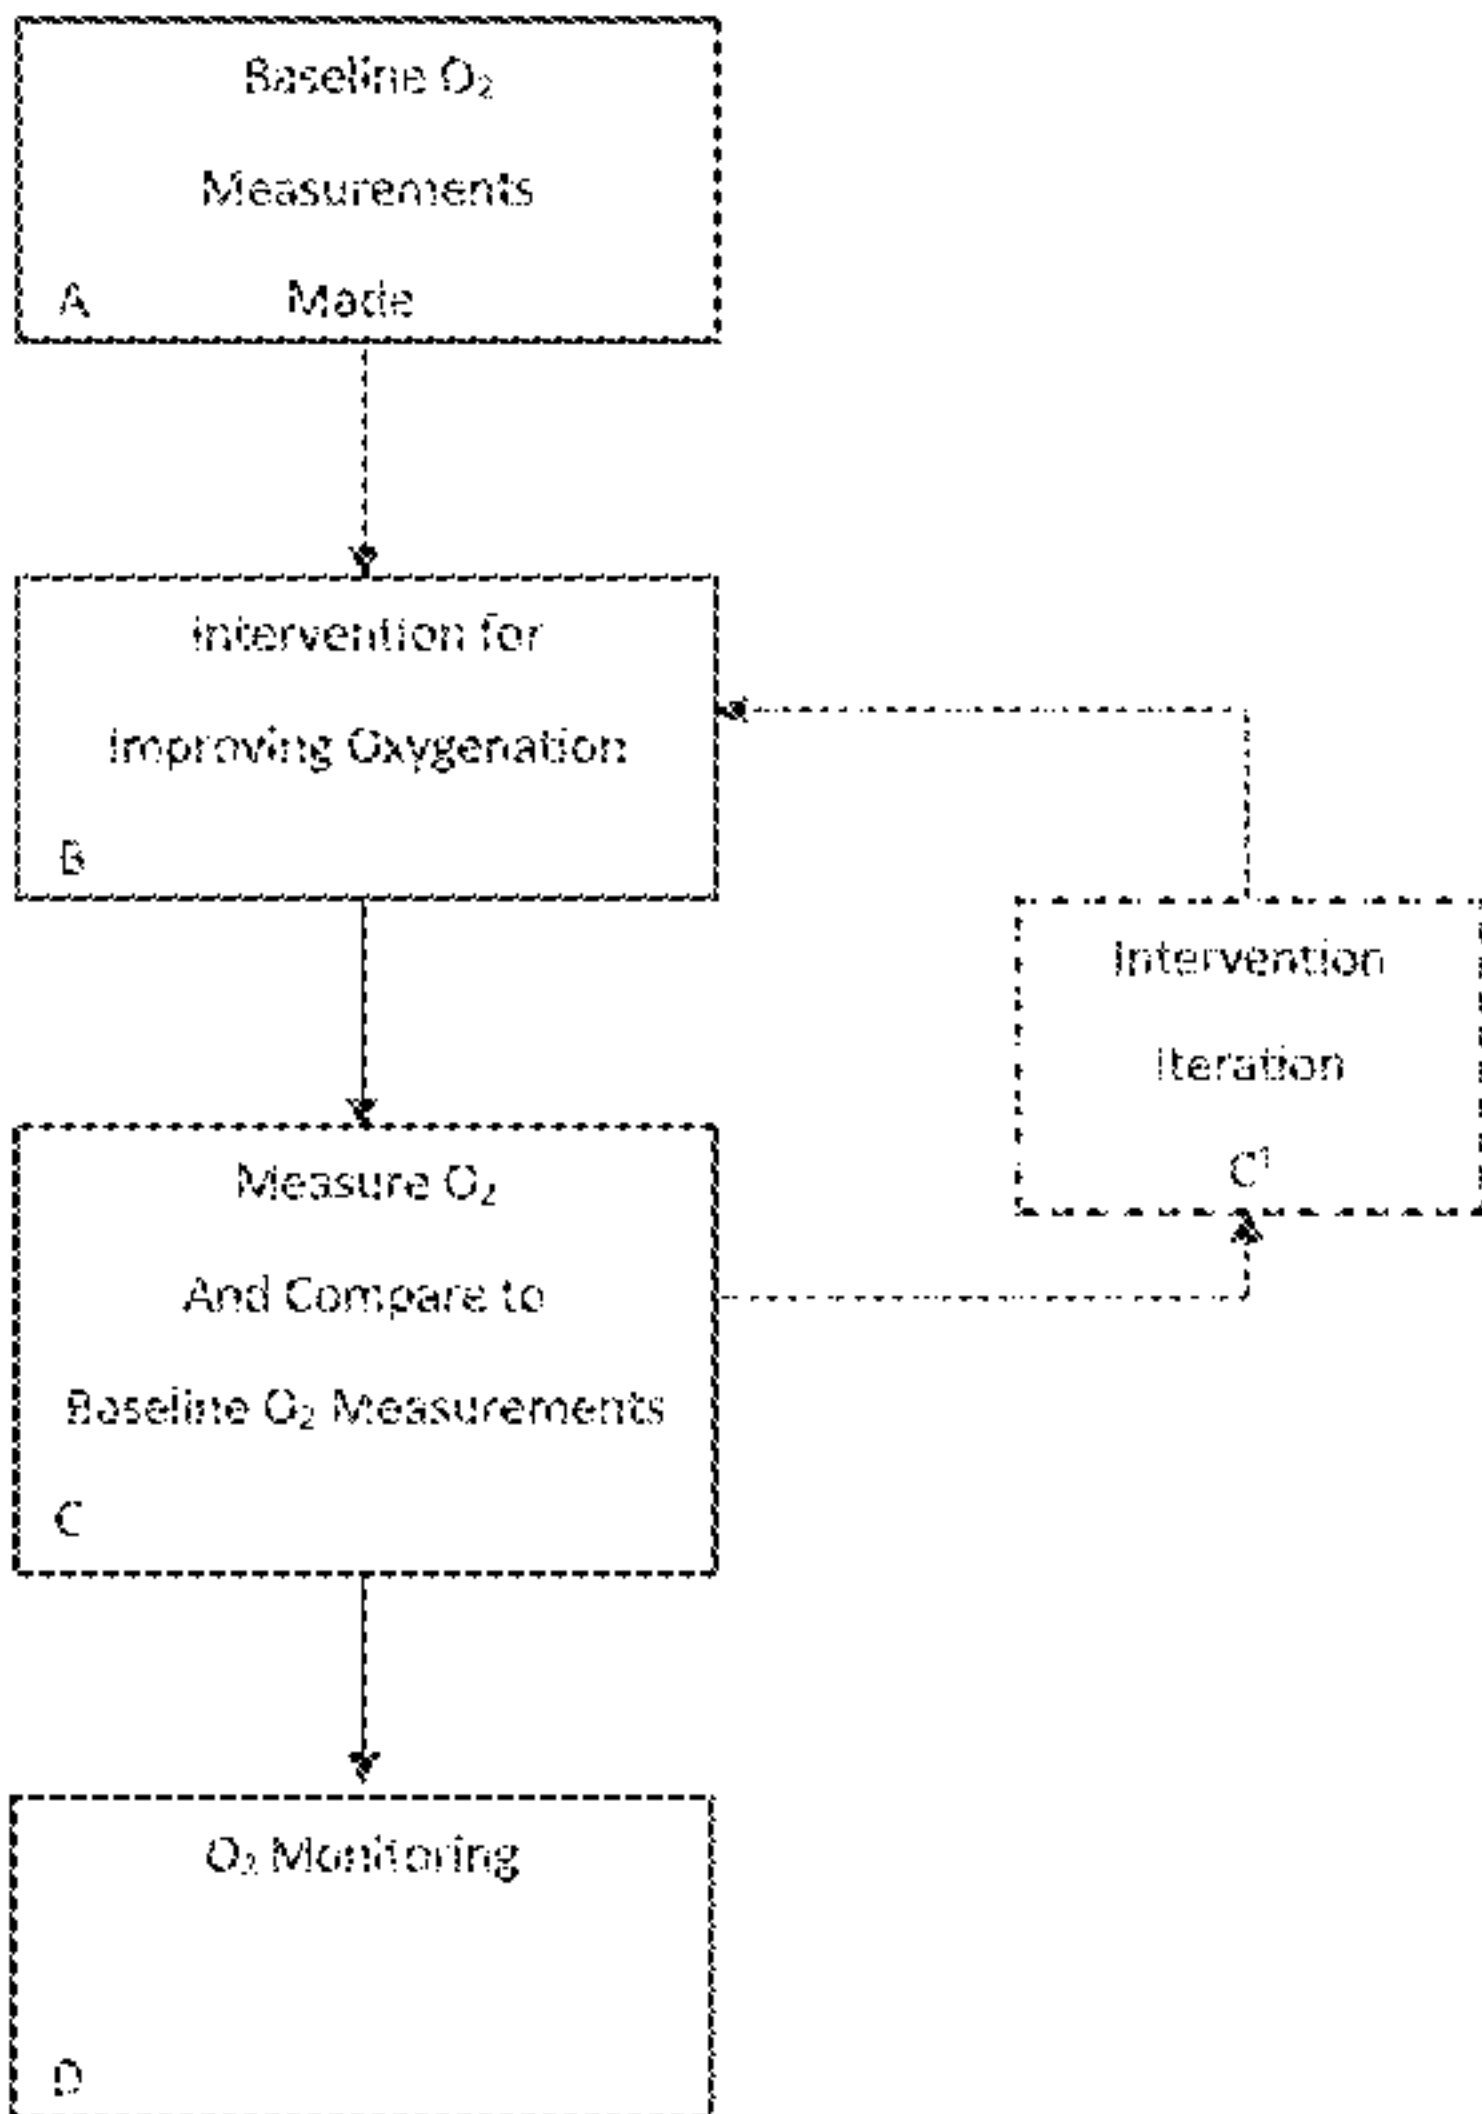 Baseline O₂
Measurements
A Made
Intervention for
Improving Oxygenation
B
Intervention
Iteration
C¹
Measure O₂
And Compare to
Baseline O₂ Measurements
C
O₂ Monitoring
D